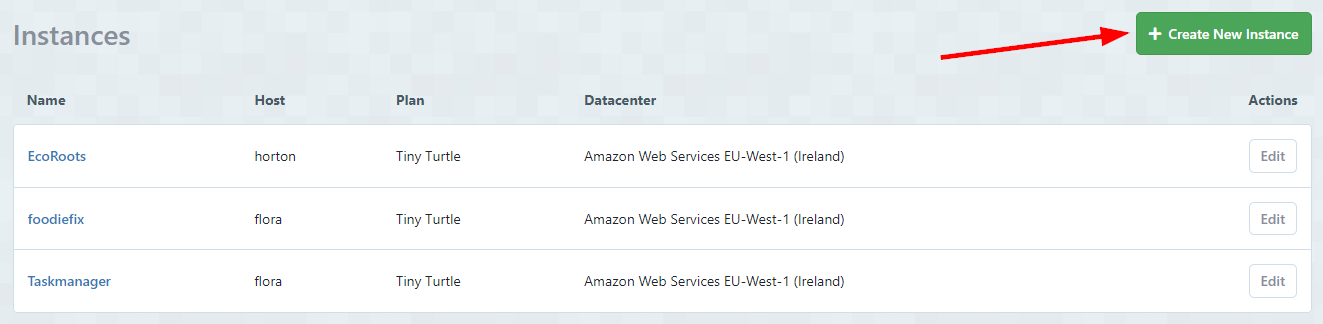 Instances
+ Create New Instance
Name Host Plan Datacenter Actions
EcoRoots horton Tiny Turtle Amazon Web Services EU-West-1 (Ireland) Edit
foodiefix flora Tiny Turtle Amazon Web Services EU-West-1 (Ireland) Edit
Taskmanager flora Tiny Turtle Amazon Web Services EU-West-1 (Ireland) Edit